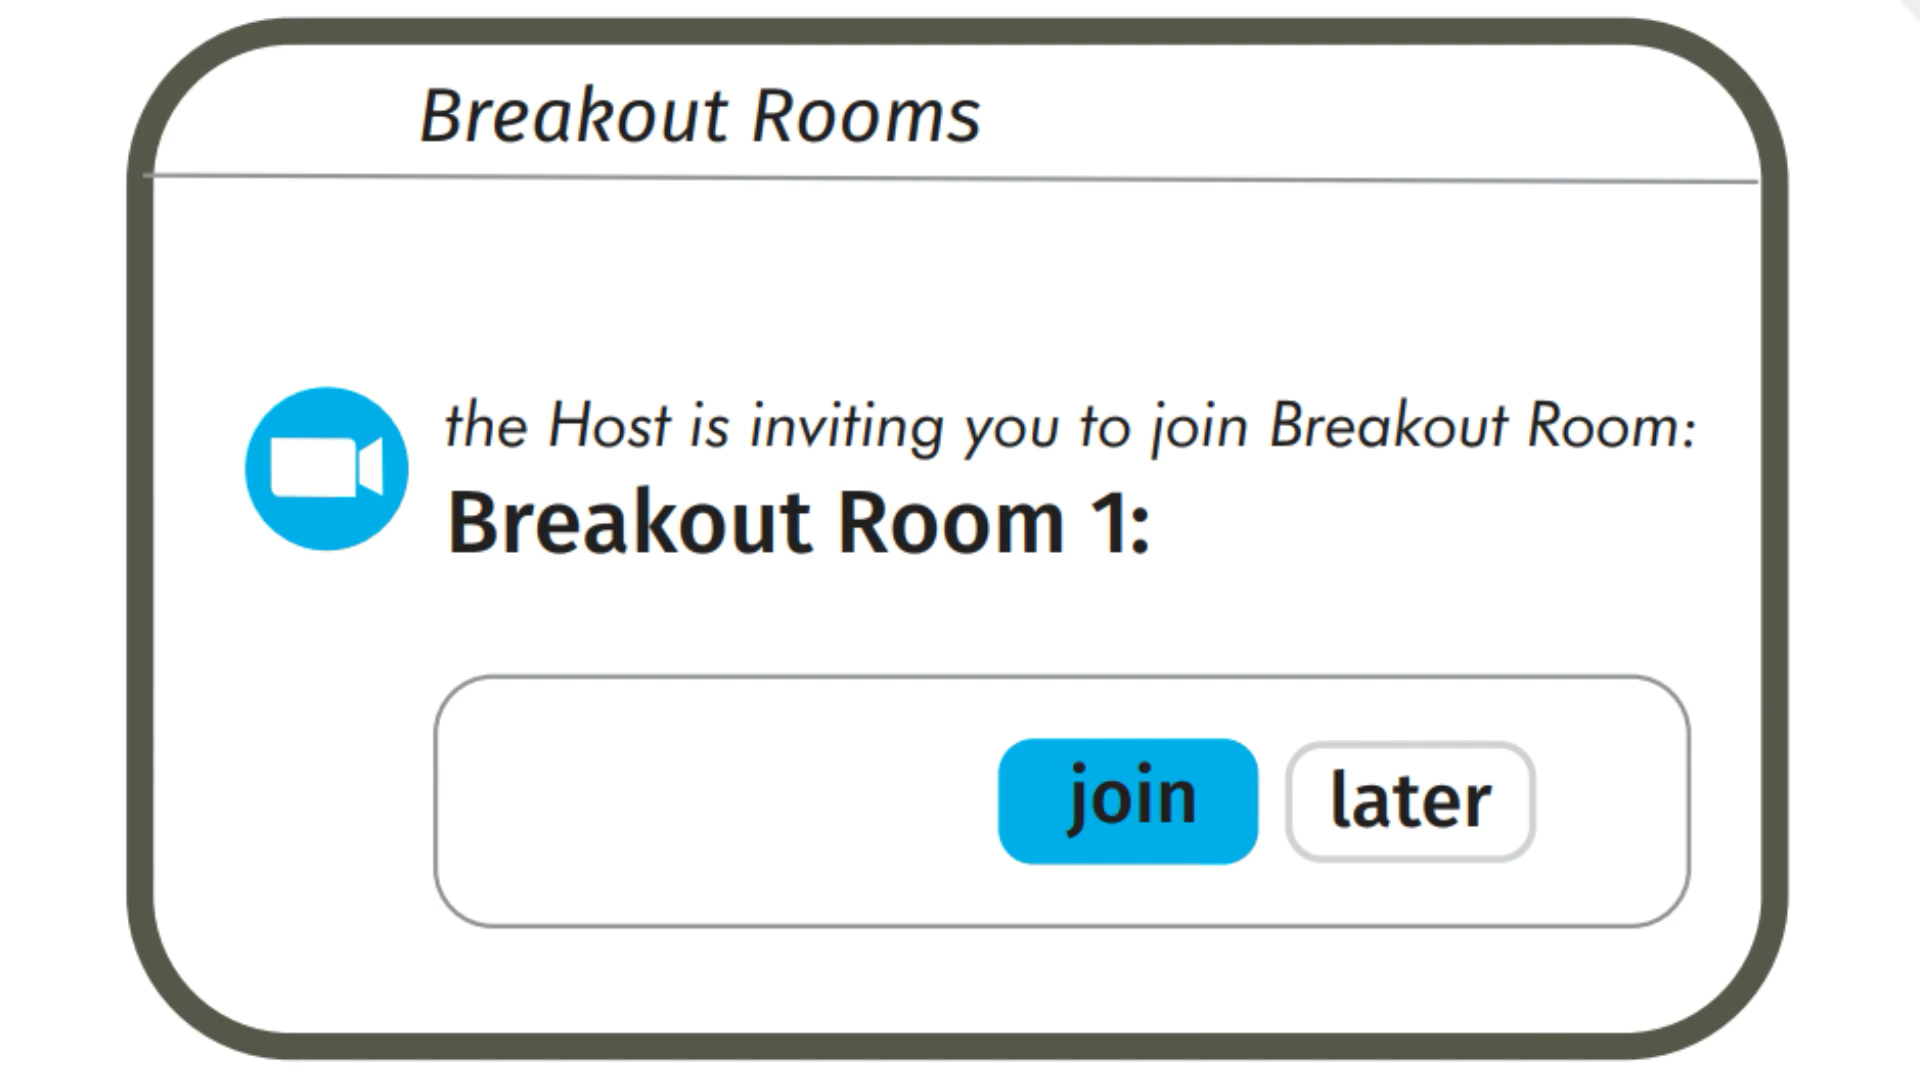 Breakout Rooms
the Host is inviting you to join Breakout Room:
Breakout Room 1:
join later